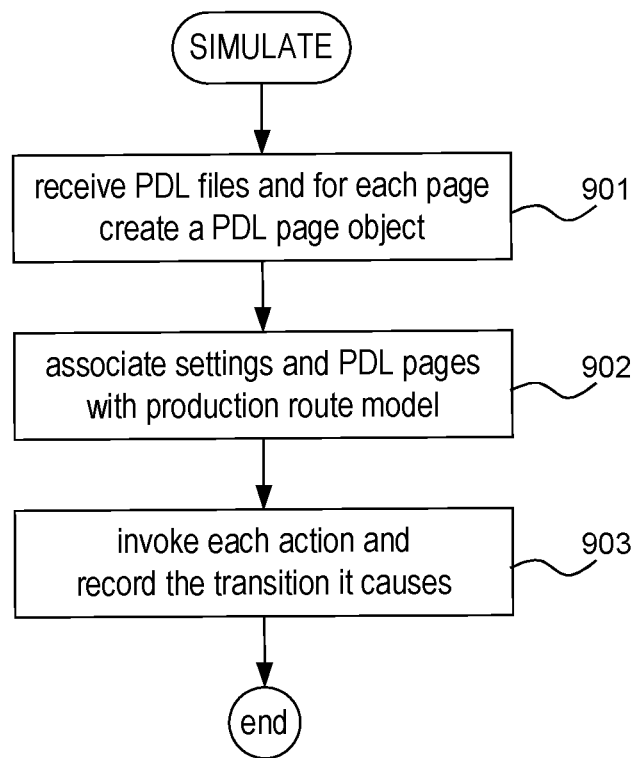 SIMULATE
receive PDL files and for each page
create a PDL page object
901
associate settings and PDL pages
with production route model
902
invoke each action and
record the transition it causes
903
end